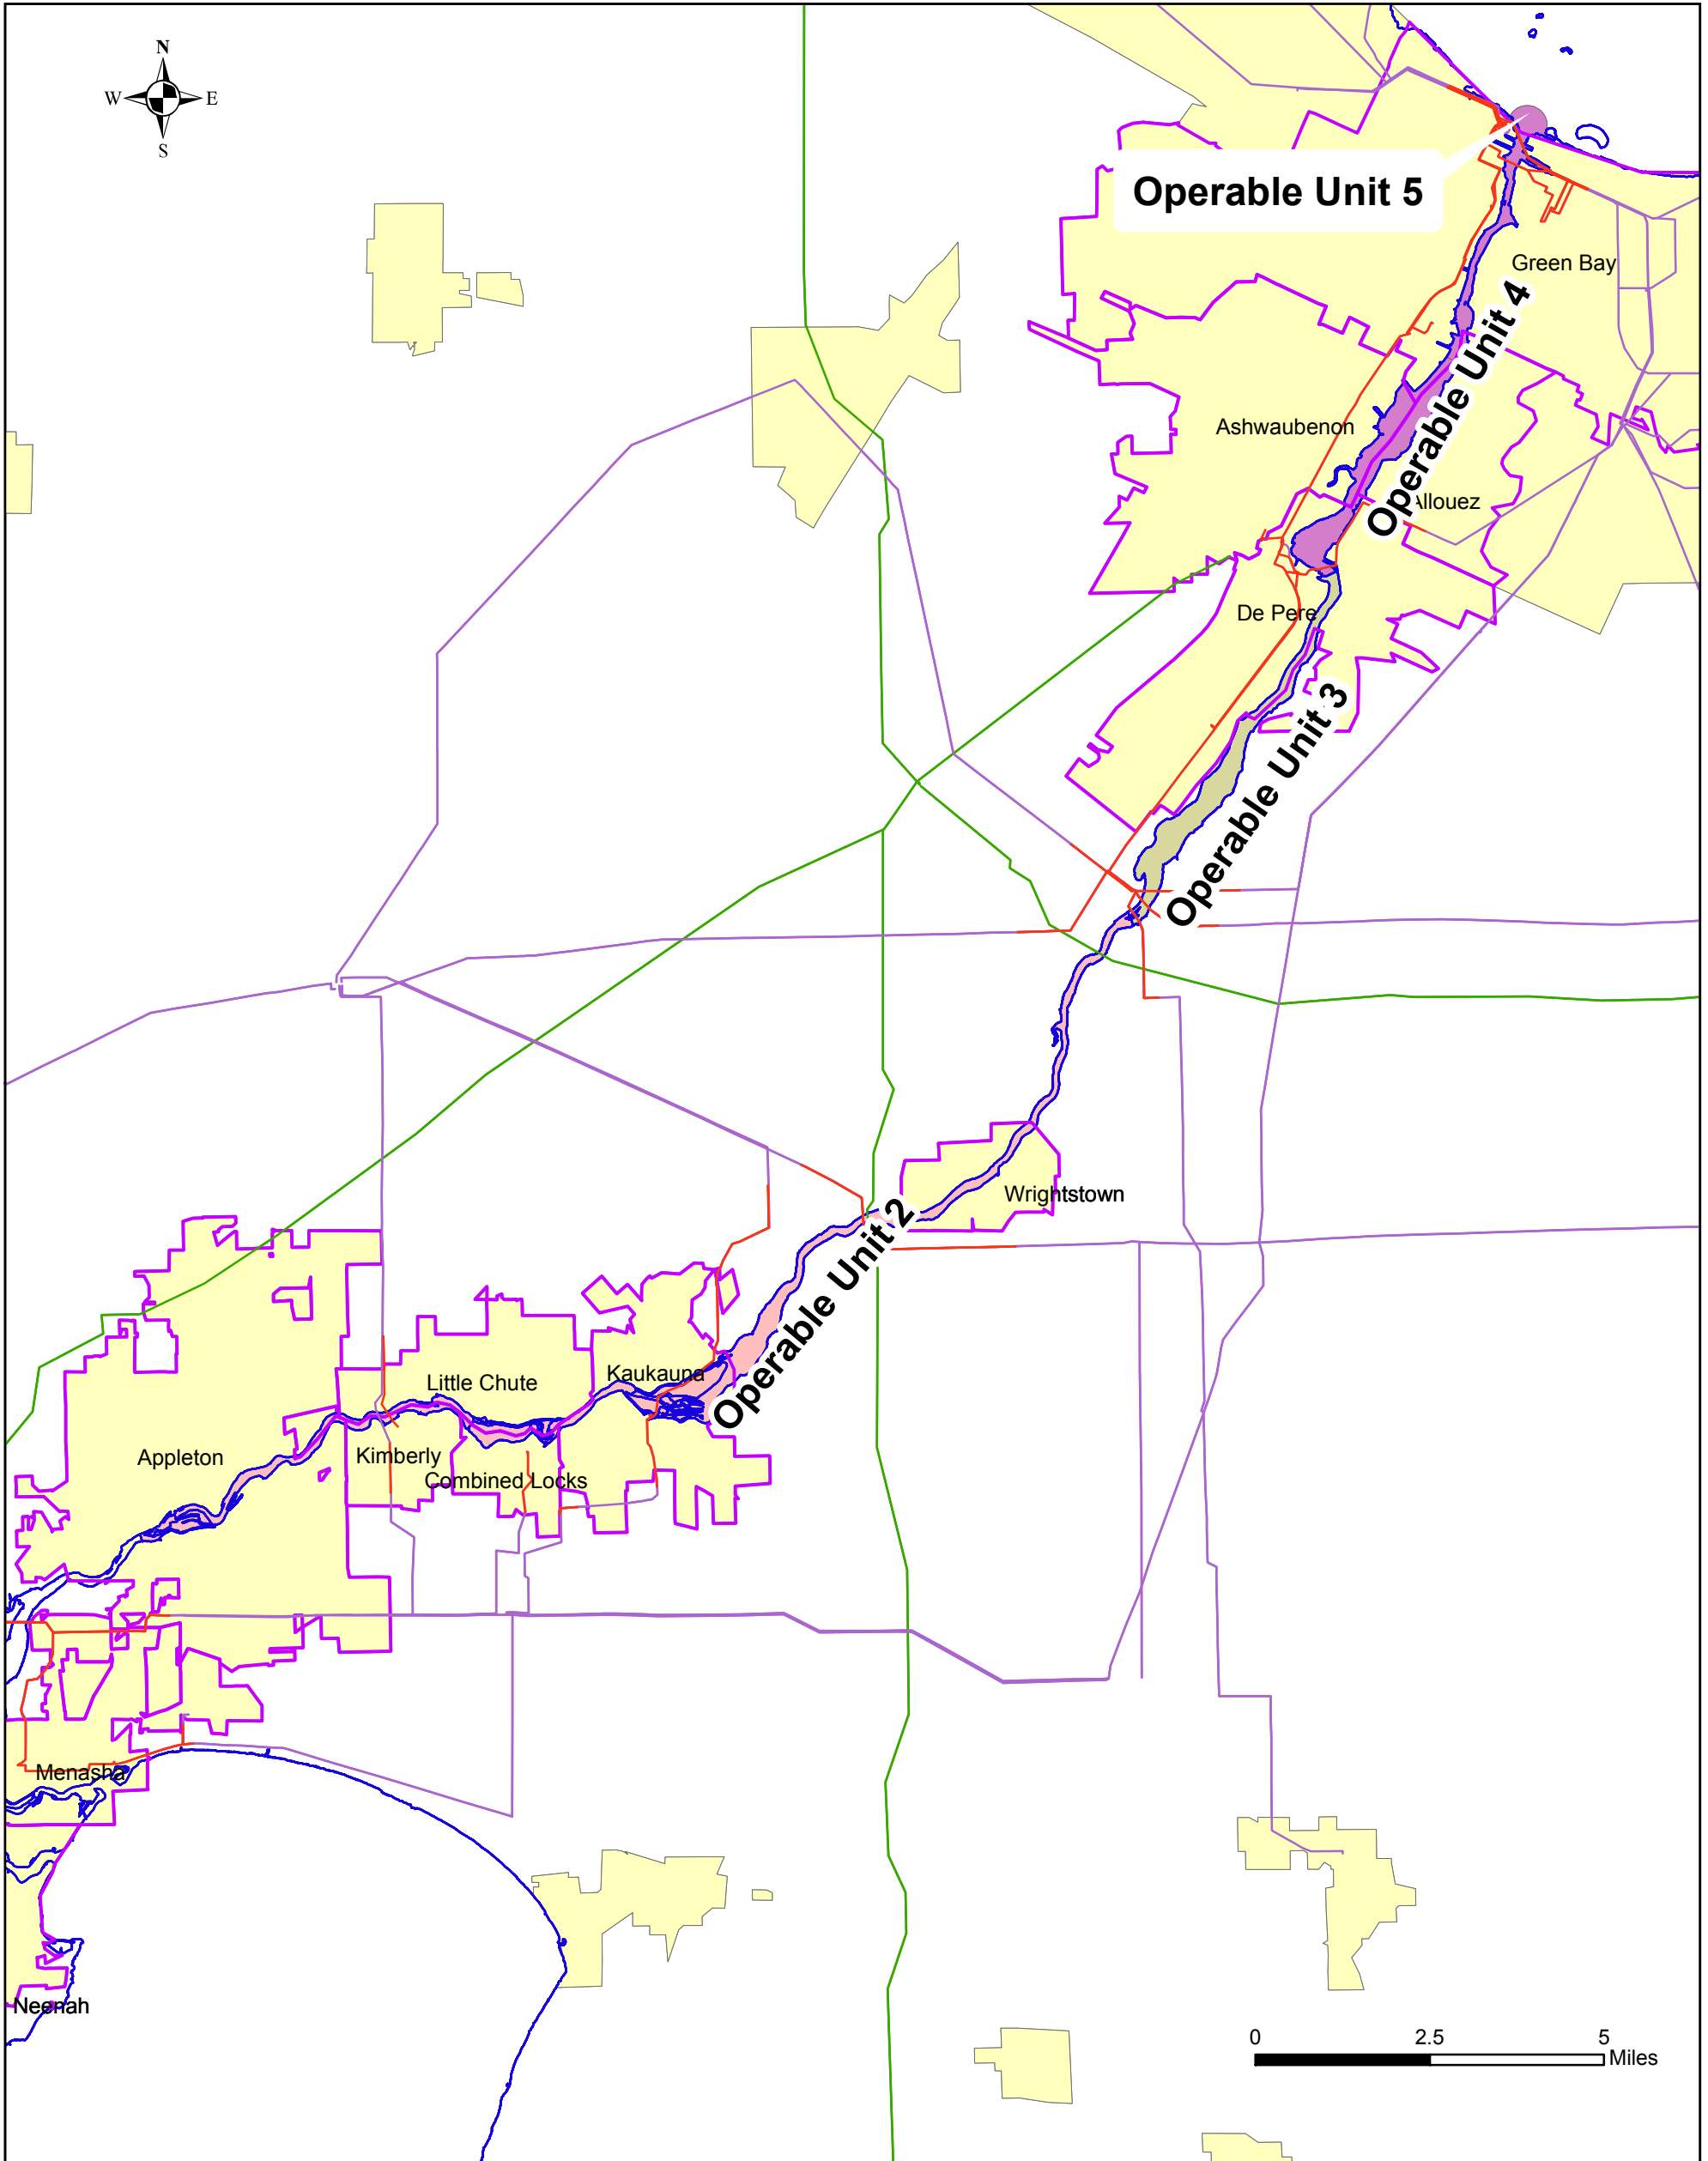 N
W E
S
Operable Unit 5
Green Bay
Operable Unit 4
Ashwaubenon
Allouez
De Pere
Operable Unit 3
Wrightstown
Operable Unit 2
Kaukauna
Little Chute
Appleton
Kimberly
Combined Locks
Menasha
Neenah
0 2.5 5
Miles